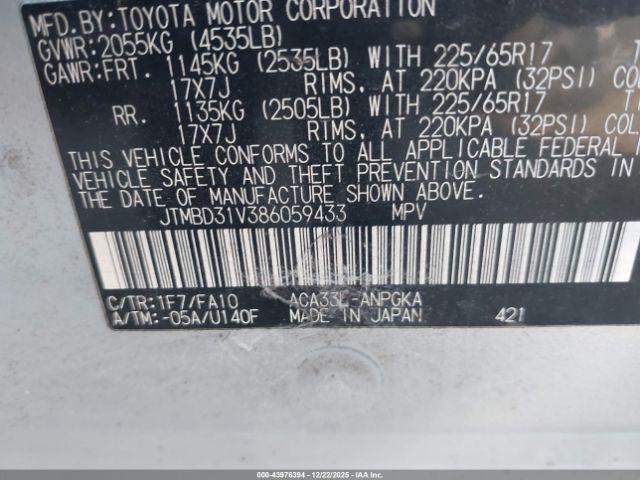 MFD.BY:TOYOTA MOTOR CORPORATION
GVWR:2055KG (4535LB)
GAWR:FRT. 1145KG (2535LB) WITH 225/65R17
17X7J RIMS, AT 220KPA (32PSI)
RR. 1135KG (2505LB) WITH 225/65R17
17X7J RIMS, AT 220KPA (32PSI)
THIS VEHICLE CONFORMS TO ALL APPLICABLE FEDERAL
VEHICLE SAFETY AND THEFT PREVENTION STANDARDS IN
THE DATE OF MANUFACTURE SHOWN ABOVE.
JTMBD31V386059433 MPV
C/TR:1F7/FA10 ACA33L-ANPGKA
A/TM:-05A/U140F MADE IN JAPAN 421
000-43976394 - 12/22/2025 - Copart